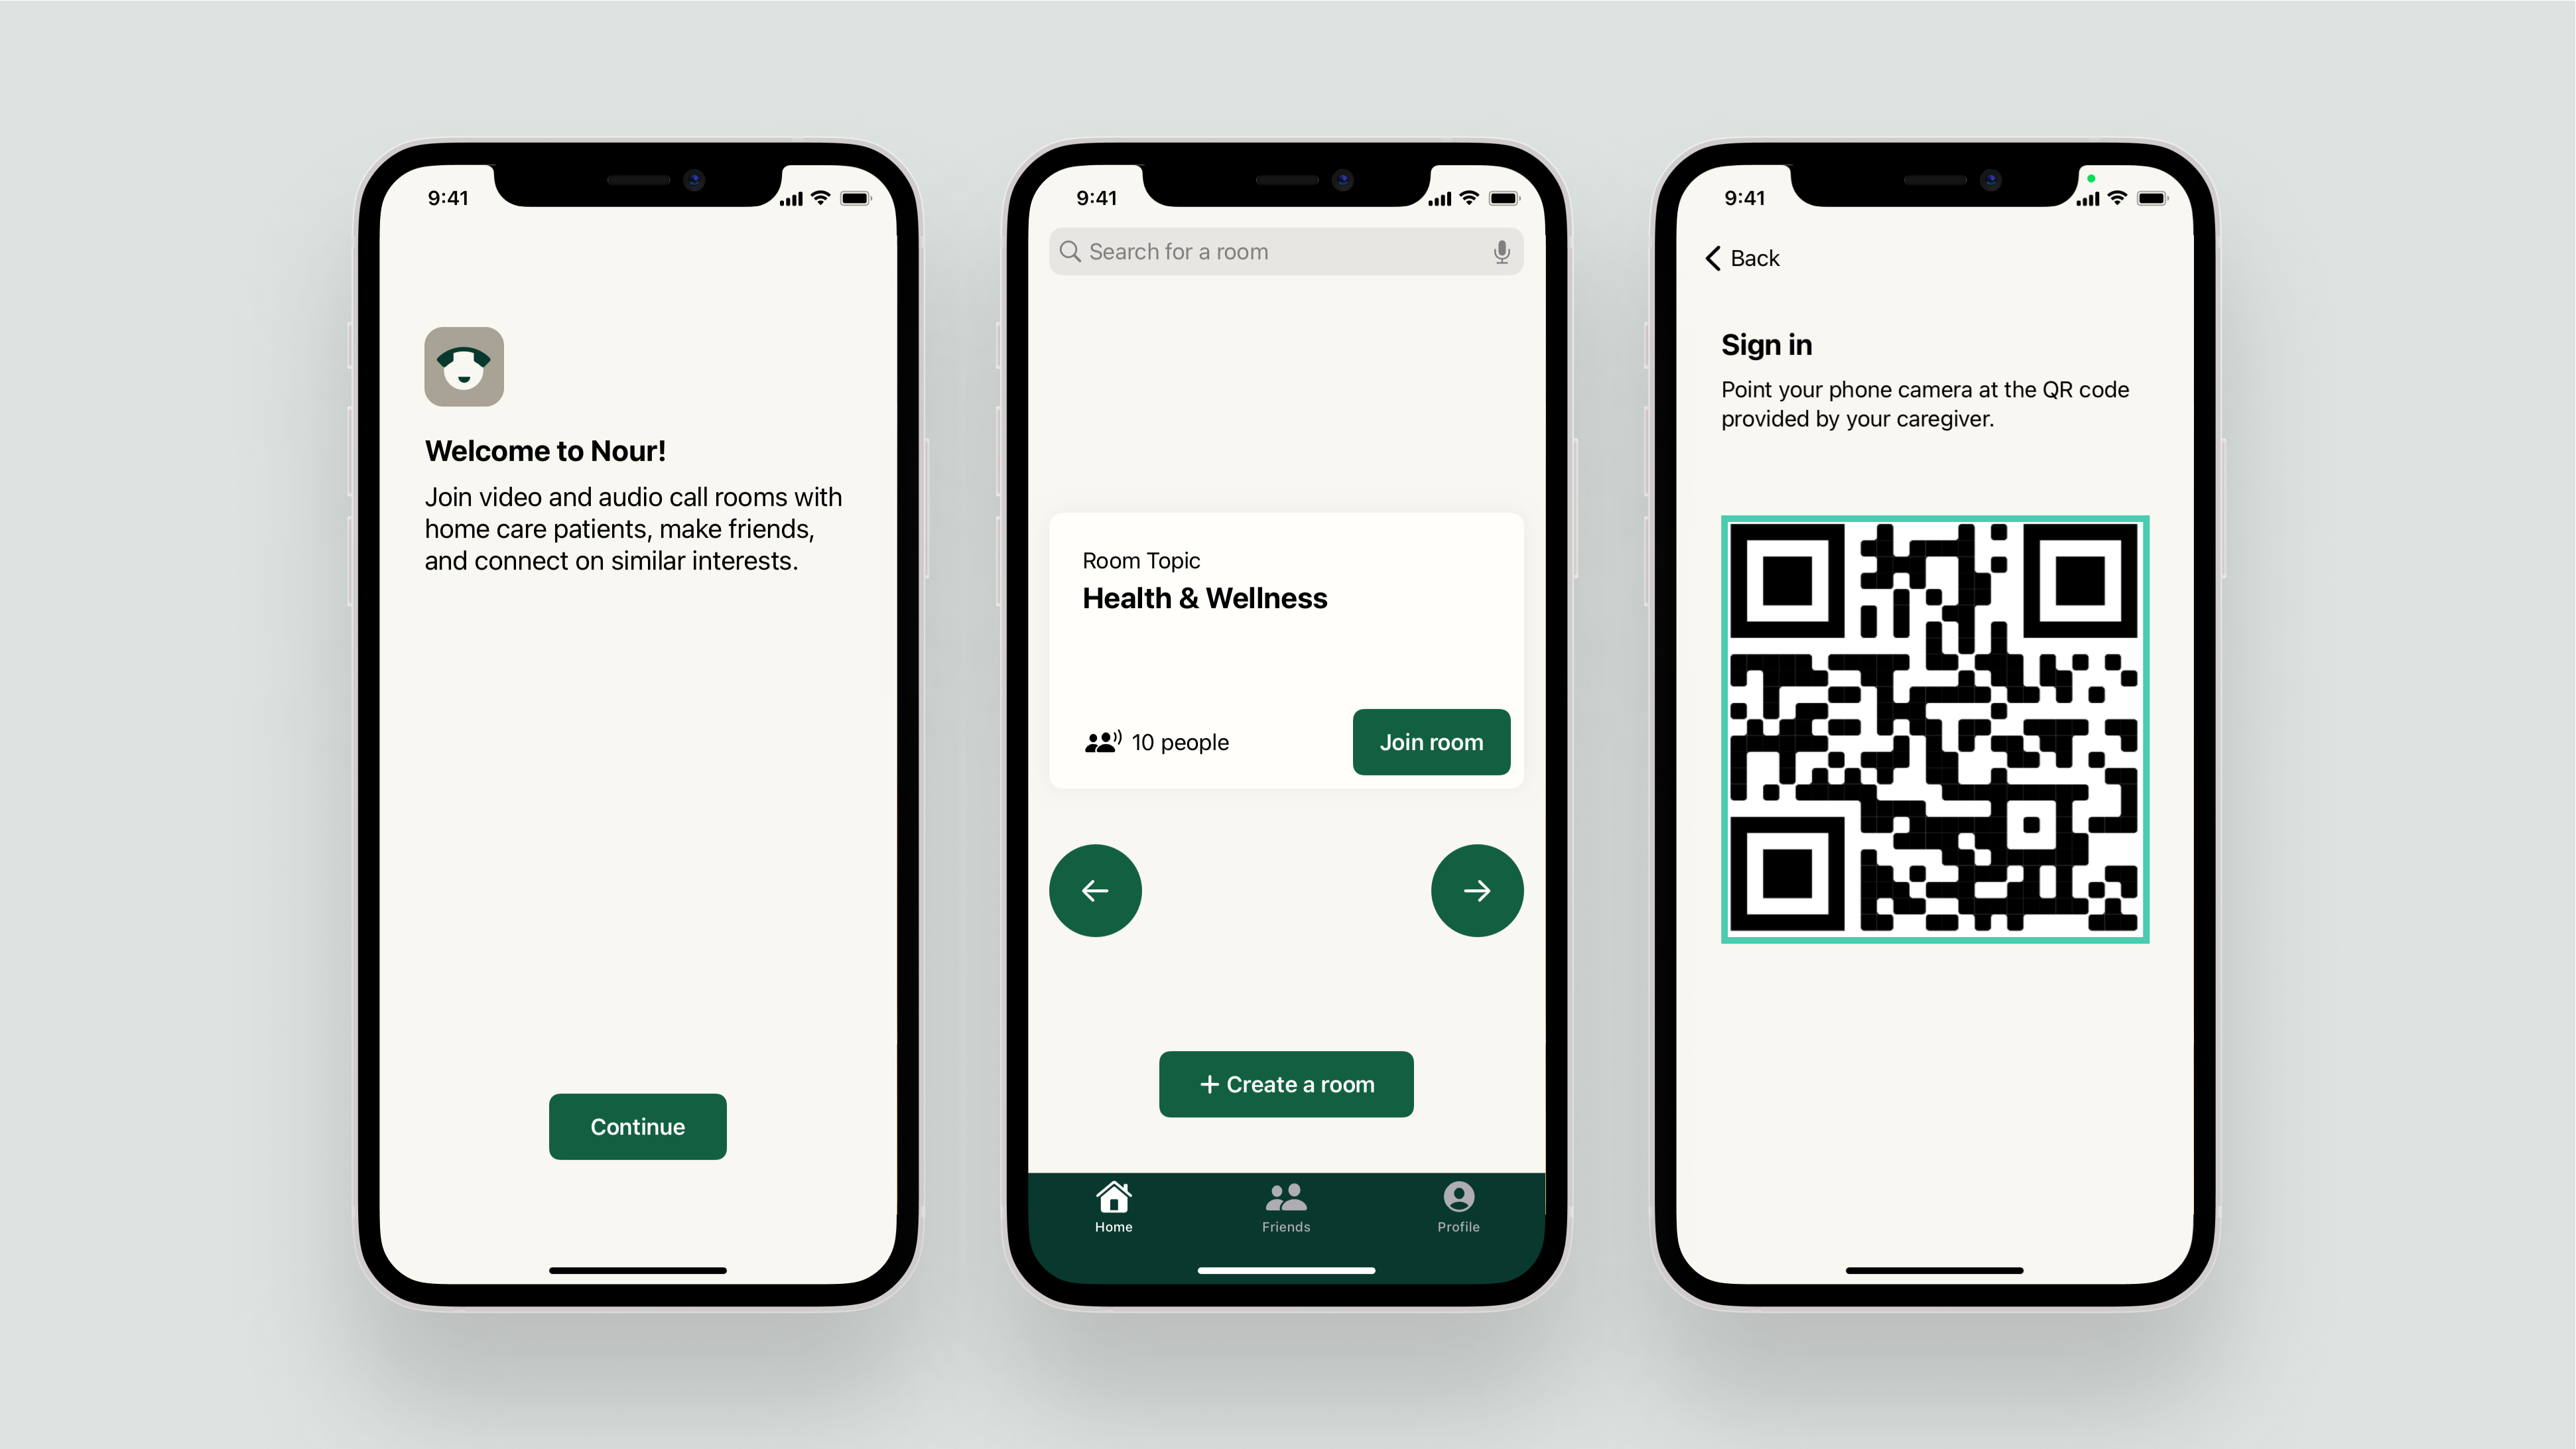 9:41
Welcome to Nour!
Join video and audio call rooms with
home care patients, make friends,
and connect on similar interests.
Continue
9:41
Search for a room
Room Topic
Health & Wellness
10 people
Join room
+ Create a room
Home
Friends
Profile
9:41
Back
Sign in
Point your phone camera at the QR code
provided by your caregiver.